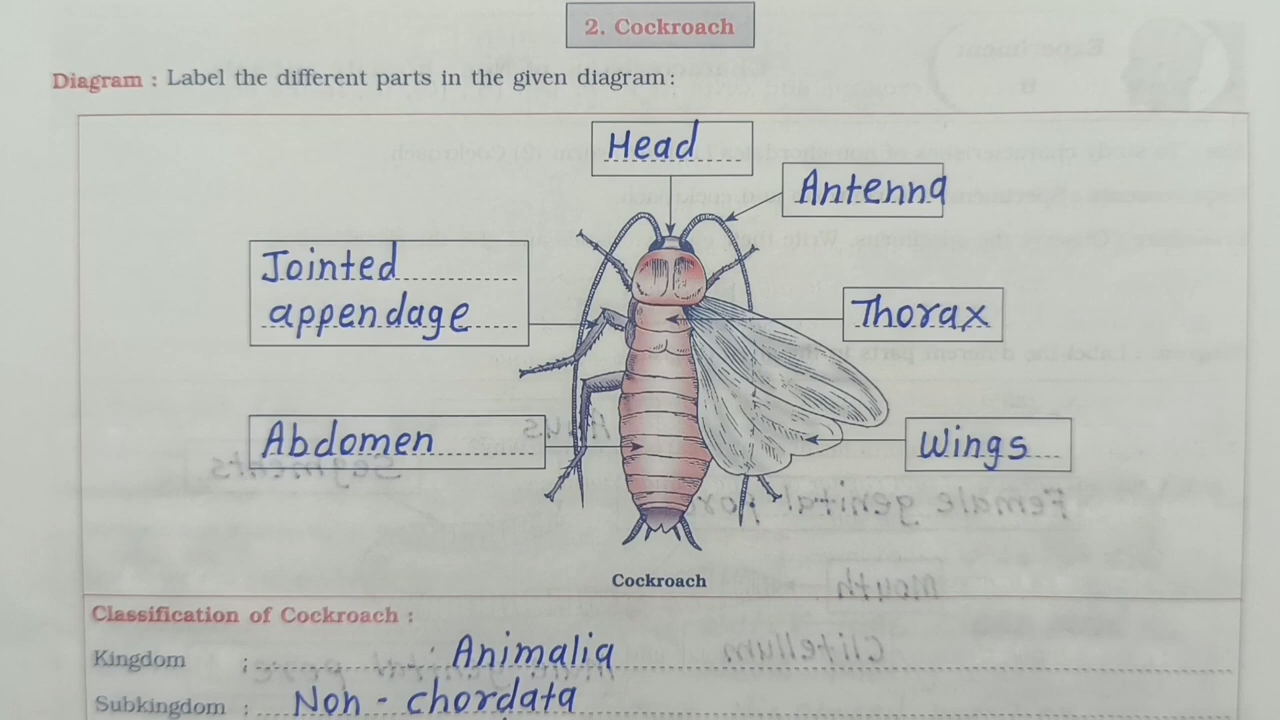 2. Cockroach
Diagram : Label the different parts in the given diagram:
Head
Antenna
Jointed
appendage
Thorax
Abdomen
Wings
Cockroach
Classification of Cockroach :
Kingdom : Animalia
Subkingdom : Non - chordata